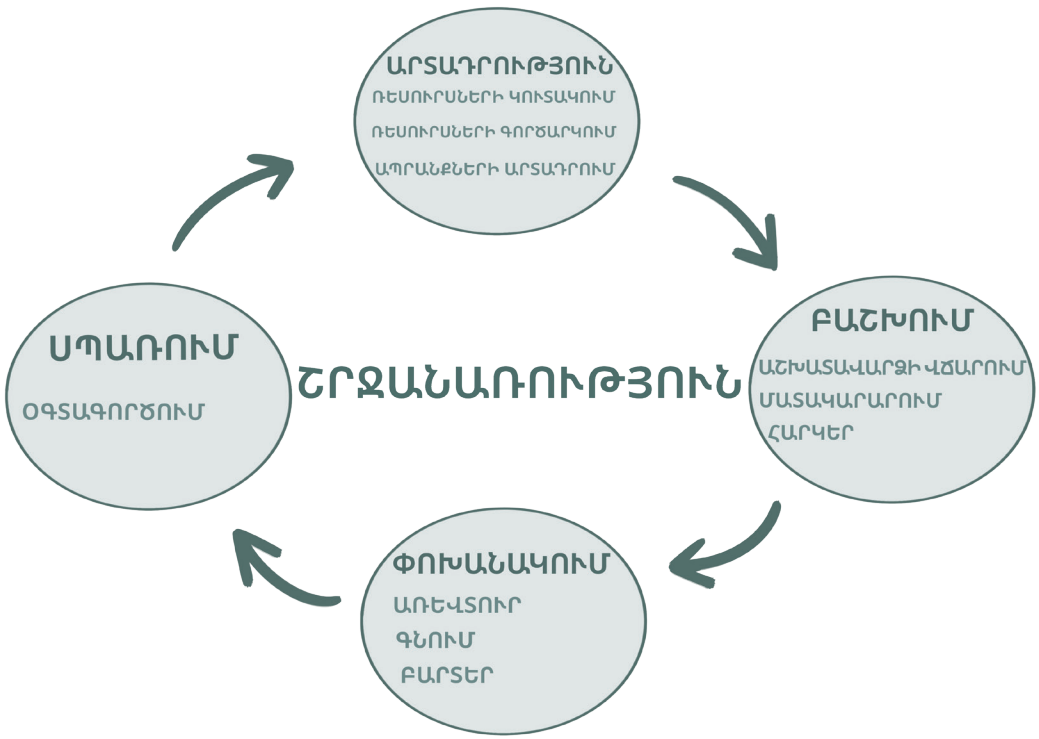 ԱՐՏԱԴՐՈՒԹՅՈՒՆ
ՌԵՍՈՒՐՍՆԵՐԻ ԿՈՒՏԱԿՈՒՄ
ՌԵՍՈՒՐՍՆԵՐԻ ԳՈՐԾԱՐԿՈՒՄ
ԱՊՐԱՆՔՆԵՐԻ ԱՐՏԱԴՐՈՒՄ
ԲԱՇԽՈՒՄ
ԱՇԽԱՏԱՎԱՐՁԻ ՎՃԱՐՈՒՄ
ՄԱՏԱԿԱՐԱՐՈՒՄ
ՀԱՐԿԵՐ
ՇՐՋԱՆԱՌՈՒԹՅՈՒՆ
ՍՊԱՌՈՒՄ
ՕԳՏԱԳՈՐԾՈՒՄ
ՓՈԽԱՆԱԿՈՒՄ
ԱՌԵՎՏՈՒՐ
ԳՆՈՒՄ
ԲԱՐՏԵՐ